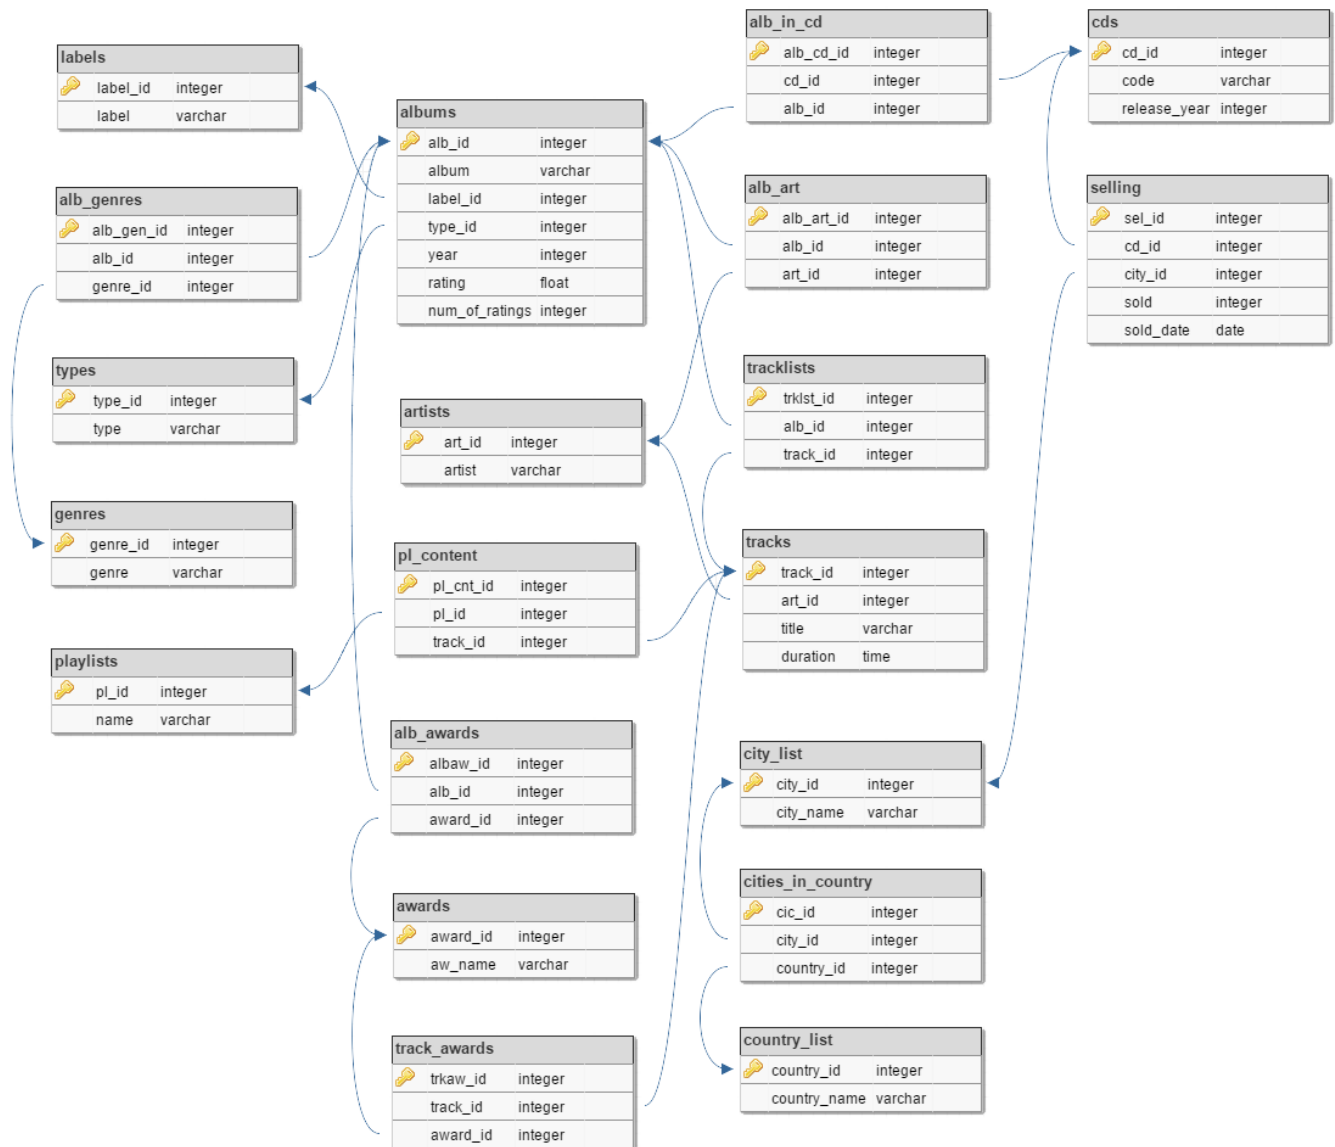 labels
label_id integer
label varchar
alb_genres
alb_gen_id integer
alb_id integer
genre_id integer
types
type_id integer
type varchar
genres
genre_id integer
genre varchar
playlists
pl_id integer
name varchar
albums
alb_id integer
album varchar
label_id integer
type_id integer
year integer
rating float
num_of_ratings integer
artists
art_id integer
artist varchar
pl_content
pl_cnt_id integer
pl_id integer
track_id integer
alb_awards
albaw_id integer
alb_id integer
award_id integer
awards
award_id integer
aw_name varchar
track_awards
trkaw_id integer
track_id integer
award_id integer
alb_in_cd
alb_cd_id integer
cd_id integer
alb_id integer
alb_art
alb_art_id integer
alb_id integer
art_id integer
tracklists
trklst_id integer
alb_id integer
track_id integer
tracks
track_id integer
art_id integer
title varchar
duration time
city_list
city_id integer
city_name varchar
cities_in_country
cic_id integer
city_id integer
country_id integer
country_list
country_id integer
country_name varchar
cds
cd_id integer
code varchar
release_year integer
selling
sel_id integer
cd_id integer
city_id integer
sold integer
sold_date date